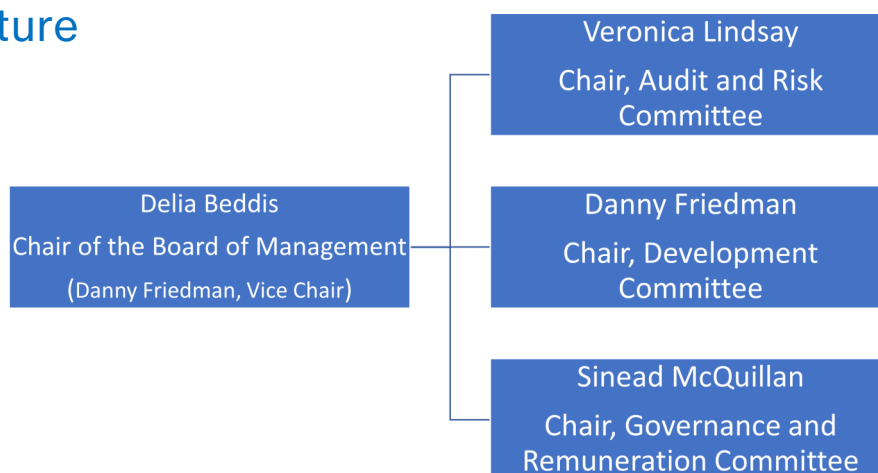 ture
Veronica Lindsay
Chair, Audit and Risk
Committee
Delia Beddis
Chair of the Board of Management
(Danny Friedman, Vice Chair)
Danny Friedman
Chair, Development
Committee
Sinead McQuillan
Chair, Governance and
Remuneration Committee